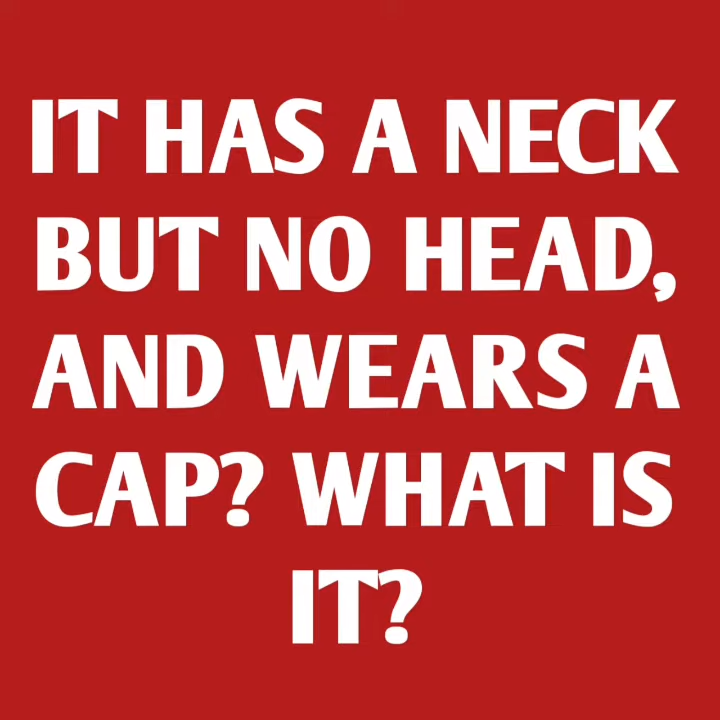 IT HAS A NECK
BUT NO HEAD,
AND WEARS A
CAP? WHAT IS
IT?